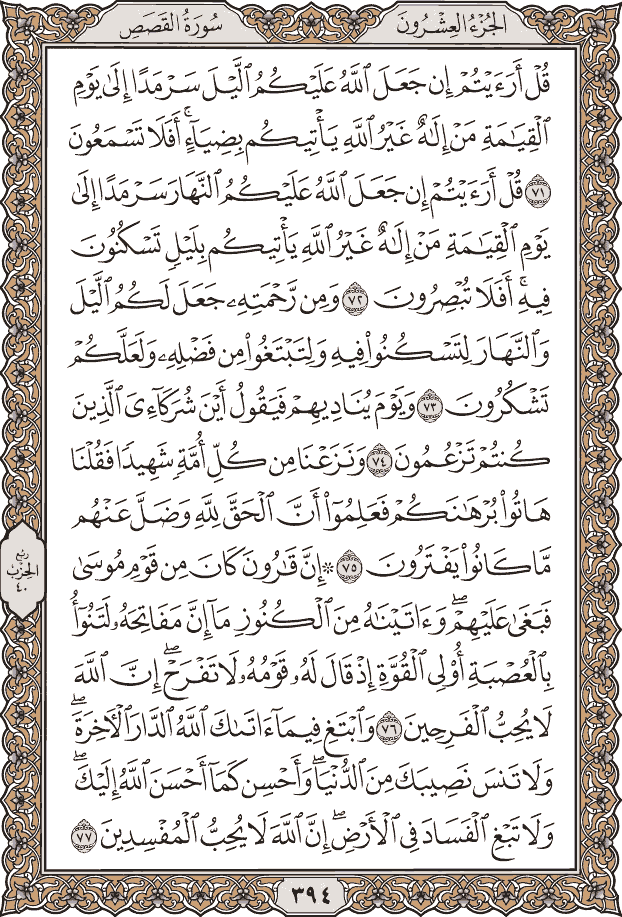 الجُزْءُ العِشْرُونَ
سُورَةُ القَصَصِ
قُلْ أَرَءَيْتُمْ إِن جَعَلَ ٱللَّهُ عَلَيْكُمُ ٱلَّيْلَ سَرْمَدًا إِلَىٰ يَوْمِ
ٱلْقِيَٰمَةِ مَنْ إِلَٰهٌ غَيْرُ ٱللَّهِ يَأْتِيكُم بِضِيَآءٍ ۖ أَفَلَا تَسْمَعُونَ
٧١ قُلْ أَرَءَيْتُمْ إِن جَعَلَ ٱللَّهُ عَلَيْكُمُ ٱلنَّهَارَ سَرْمَدًا إِلَىٰ
يَوْمِ ٱلْقِيَٰمَةِ مَنْ إِلَٰهٌ غَيْرُ ٱللَّهِ يَأْتِيكُم بِلَيْلٍ تَسْكُنُونَ
فِيهِ ۚ أَفَلَا تُبْصِرُونَ ٧٢ وَمِن رَّحْمَتِهِۦ جَعَلَ لَكُمُ ٱلَّيْلَ
وَٱلنَّهَارَ لِتَسْكُنُوا۟ فِيهِ وَلِتَبْتَغُوا۟ مِن فَضْلِهِۦ وَلَعَلَّكُمْ
تَشْكُرُونَ ٧٣ وَيَوْمَ يُنَادِيهِمْ فَيَقُولُ أَيْنَ شُرَكَآءِىَ ٱلَّذِينَ
كُنتُمْ تَزْعُمُونَ ٧٤ وَنَزَعْنَا مِن كُلِّ أُمَّةٍ شَهِيدًا فَقُلْنَا
هَاتُوا۟ بُرْهَٰنَكُمْ فَعَلِمُوٓا۟ أَنَّ ٱلْحَقَّ لِلَّهِ وَضَلَّ عَنْهُم
مَّا كَانُوا۟ يَفْتَرُونَ ٧٥ ۞ إِنَّ قَٰرُونَ كَانَ مِن قَوْمِ مُوسَىٰ
فَبَغَىٰ عَلَيْهِمْ ۖ وَءَاتَيْنَٰهُ مِنَ ٱلْكُنُوزِ مَآ إِنَّ مَفَاتِحَهُۥ لَتَنُوٓأُ
بِٱلْعُصْبَةِ أُو۟لِى ٱلْقُوَّةِ إِذْ قَالَ لَهُۥ قَوْمُهُۥ لَا تَفْرَحْ ۖ إِنَّ ٱللَّهَ
لَا يُحِبُّ ٱلْفَرِحِينَ ٧٦ وَٱبْتَغِ فِيمَآ ءَاتَىٰكَ ٱللَّهُ ٱلدَّارَ ٱلْءَاخِرَةَ ۖ
وَلَا تَنسَ نَصِيبَكَ مِنَ ٱلدُّنْيَا ۖ وَأَحْسِن كَمَآ أَحْسَنَ ٱللَّهُ إِلَيْكَ ۖ
وَلَا تَبْغِ ٱلْفَسَادَ فِى ٱلْأَرْضِ ۖ إِنَّ ٱللَّهَ لَا يُحِبُّ ٱلْمُفْسِدِينَ ٧٧
ربع
الحزب
٤٠
٣٩٤